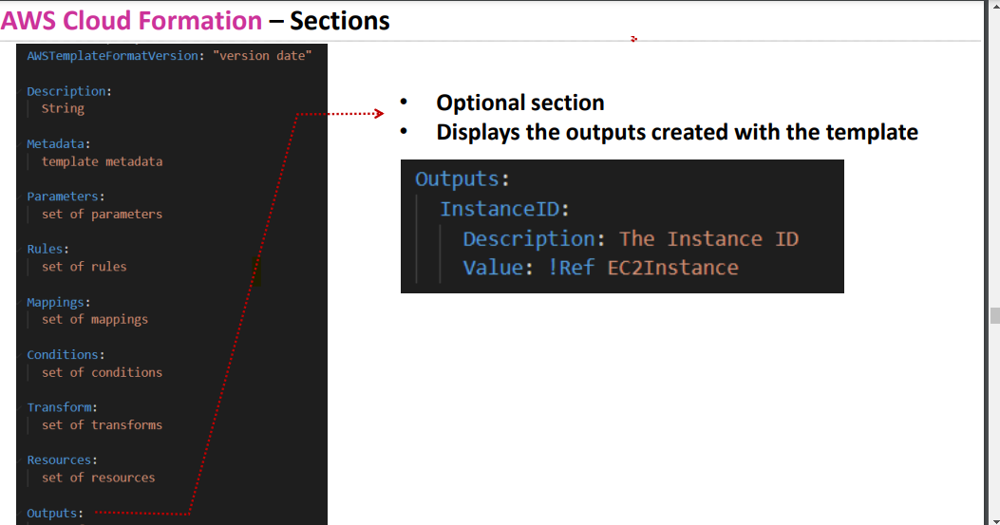 AWS Cloud Formation – Sections
AWSTemplateFormatVersion: "version date"
Description:
String
Metadata:
template metadata
Parameters:
set of parameters
Rules:
set of rules
Mappings:
set of mappings
Conditions:
set of conditions
Transform:
set of transforms
Resources:
set of resources
Outputs:
• Optional section
• Displays the outputs created with the template
Outputs:
InstanceID:
Description: The Instance ID
Value: !Ref EC2Instance